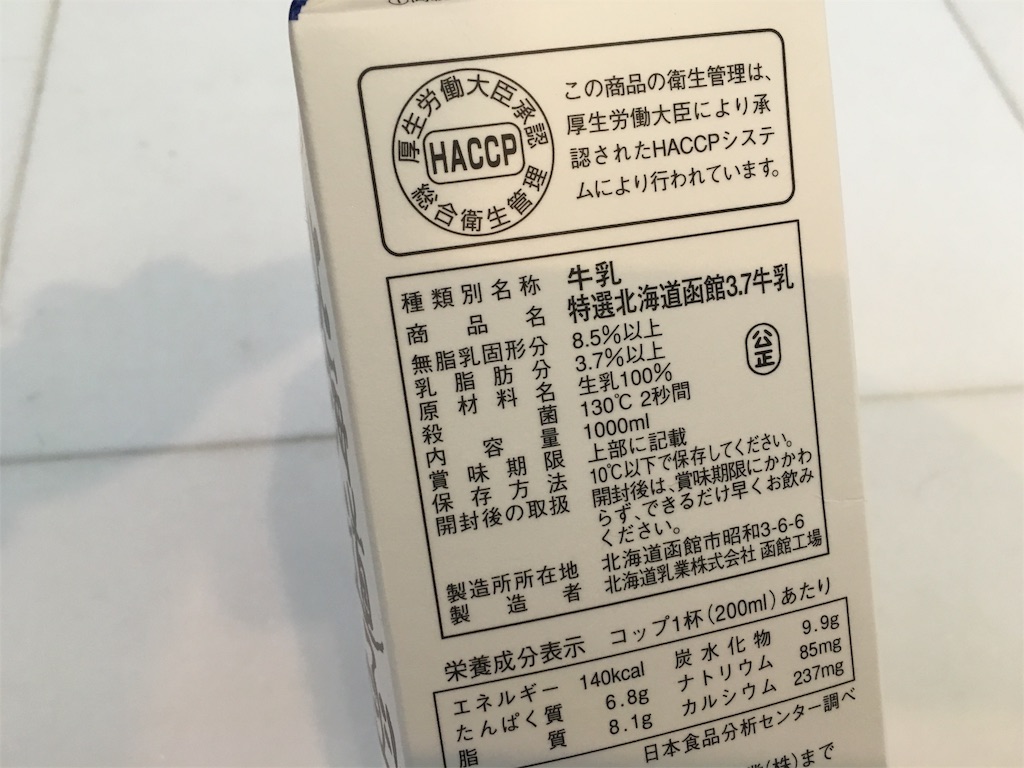 厚生労働大臣承認
HACCP
総合衛生管理
この商品の衛生管理は、
厚生労働大臣により承
認されたHACCPシステ
ムにより行われています。
種類別名称 牛乳
商品名 特選北海道函館3.7牛乳
無脂乳固形分 8.5%以上
乳脂肪分 3.7%以上
原材料名 生乳100%
殺菌 130℃ 2秒間
内容量 1000ml
賞味期限 上部に記載
保存方法 10℃以下で保存してください。
開封後の取扱 開封後は、賞味期限にかかわ
らず、できるだけ早くお飲み
ください。
製造所所在地 北海道函館市昭和3-6-6
製造者 北海道乳業株式会社 函館工場
公正
栄養成分表示 コップ1杯(200ml)あたり
エネルギー 140kcal 炭水化物 9.9g
たんぱく質 6.8g ナトリウム 85mg
脂質 8.1g カルシウム 237mg
日本食品分析センター調べ
(株)まで